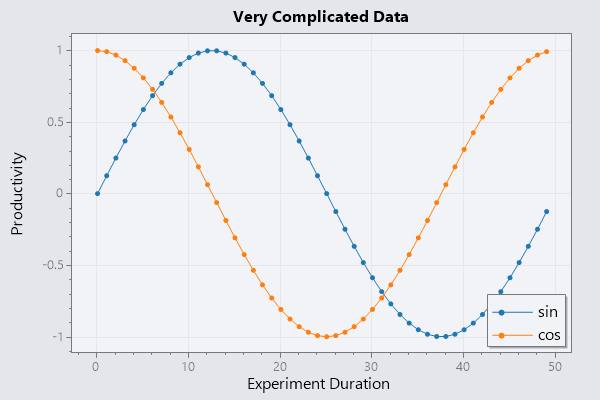 Very Complicated Data
Productivity
1
0.5
0
-0.5
-1
0
10
20
30
40
50
Experiment Duration
sin
cos